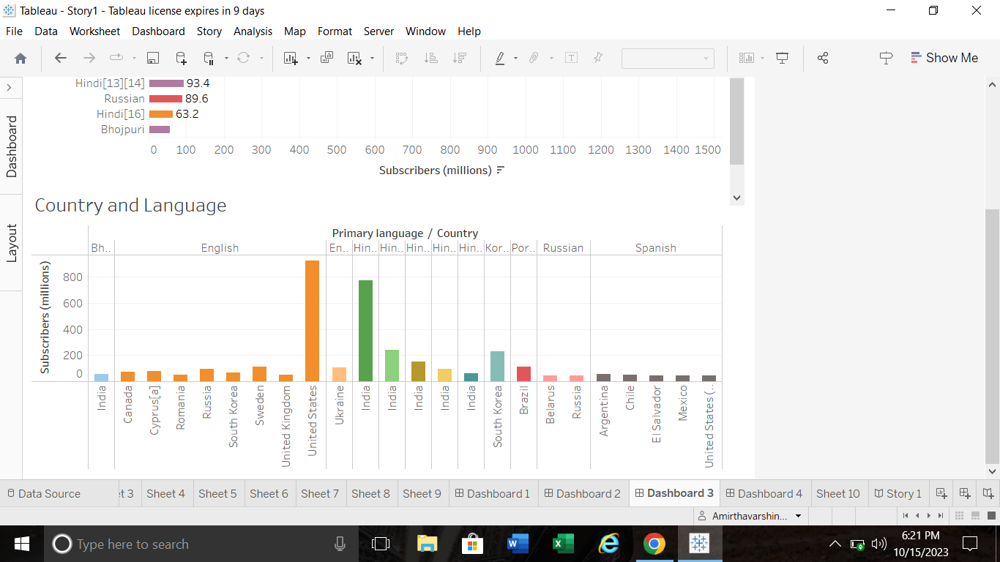 Tableau - Story1 - Tableau license expires in 9 days
File Data Worksheet Dashboard Story Analysis Map Format Server Window Help
Show Me
Dashboard
Layout
Hindi[13][14] 93.4
Russian 89.6
Hindi[16] 63.2
Bhojpuri
0 100 200 300 400 500 600 700 800 900 1000 1100 1200 1300 1400 1500
Subscribers (millions)
Country and Language
Primary language / Country
Bh.. English En.. Hin.. Hin.. Hin.. Hin.. Hin.. Kor.. Por.. Russian Spanish
Subscribers (millions)
800
600
400
200
0
India Canada Cyprus[a] Romania Russia South Korea Sweden United Kingdom United States Ukraine India India India India India South Korea Brazil Belarus Russia Argentina Chile El Salvador Mexico United States (..
Data Source t 3 Sheet 4 Sheet 5 Sheet 6 Sheet 7 Sheet 8 Sheet 9 Dashboard 1 Dashboard 2 Dashboard 3 Dashboard 4 Sheet 10 Story 1
Amirthavarshin...
Type here to search
6:21 PM
10/15/2023